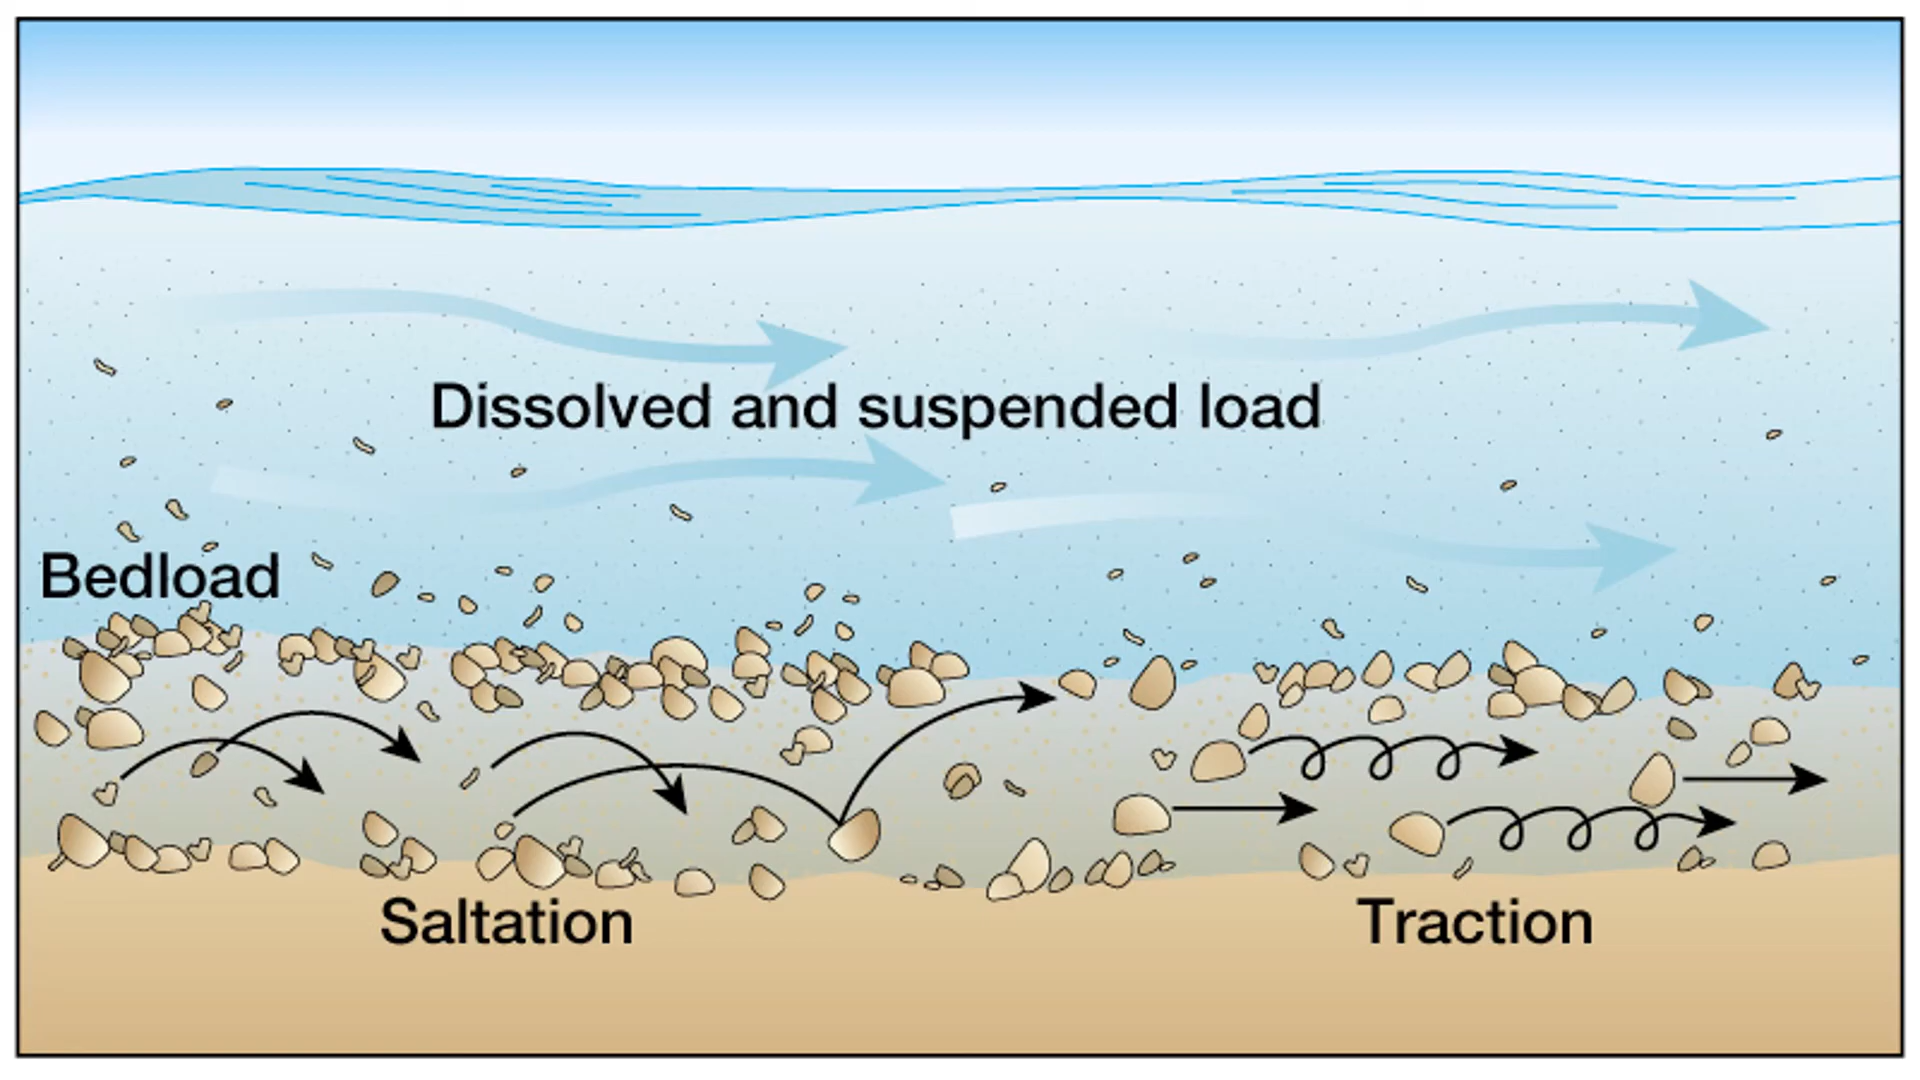 Dissolved and suspended load
Bedload
Saltation
Traction